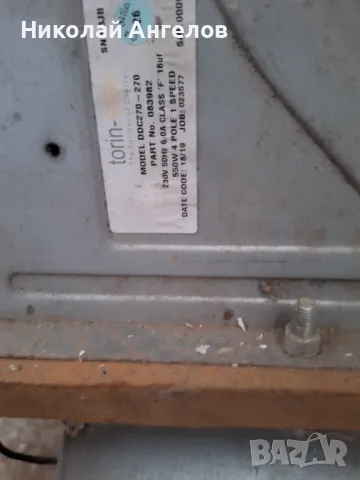 Николай Ангелов
torin-
MODEL DDC270-270
PART No. 083982
230V 50Hz 6.0A CLASS 'F' 16uf
550W 4 POLE 1 SPEED
DATE CODE: 18/19 JOB: 023577
BAZAR